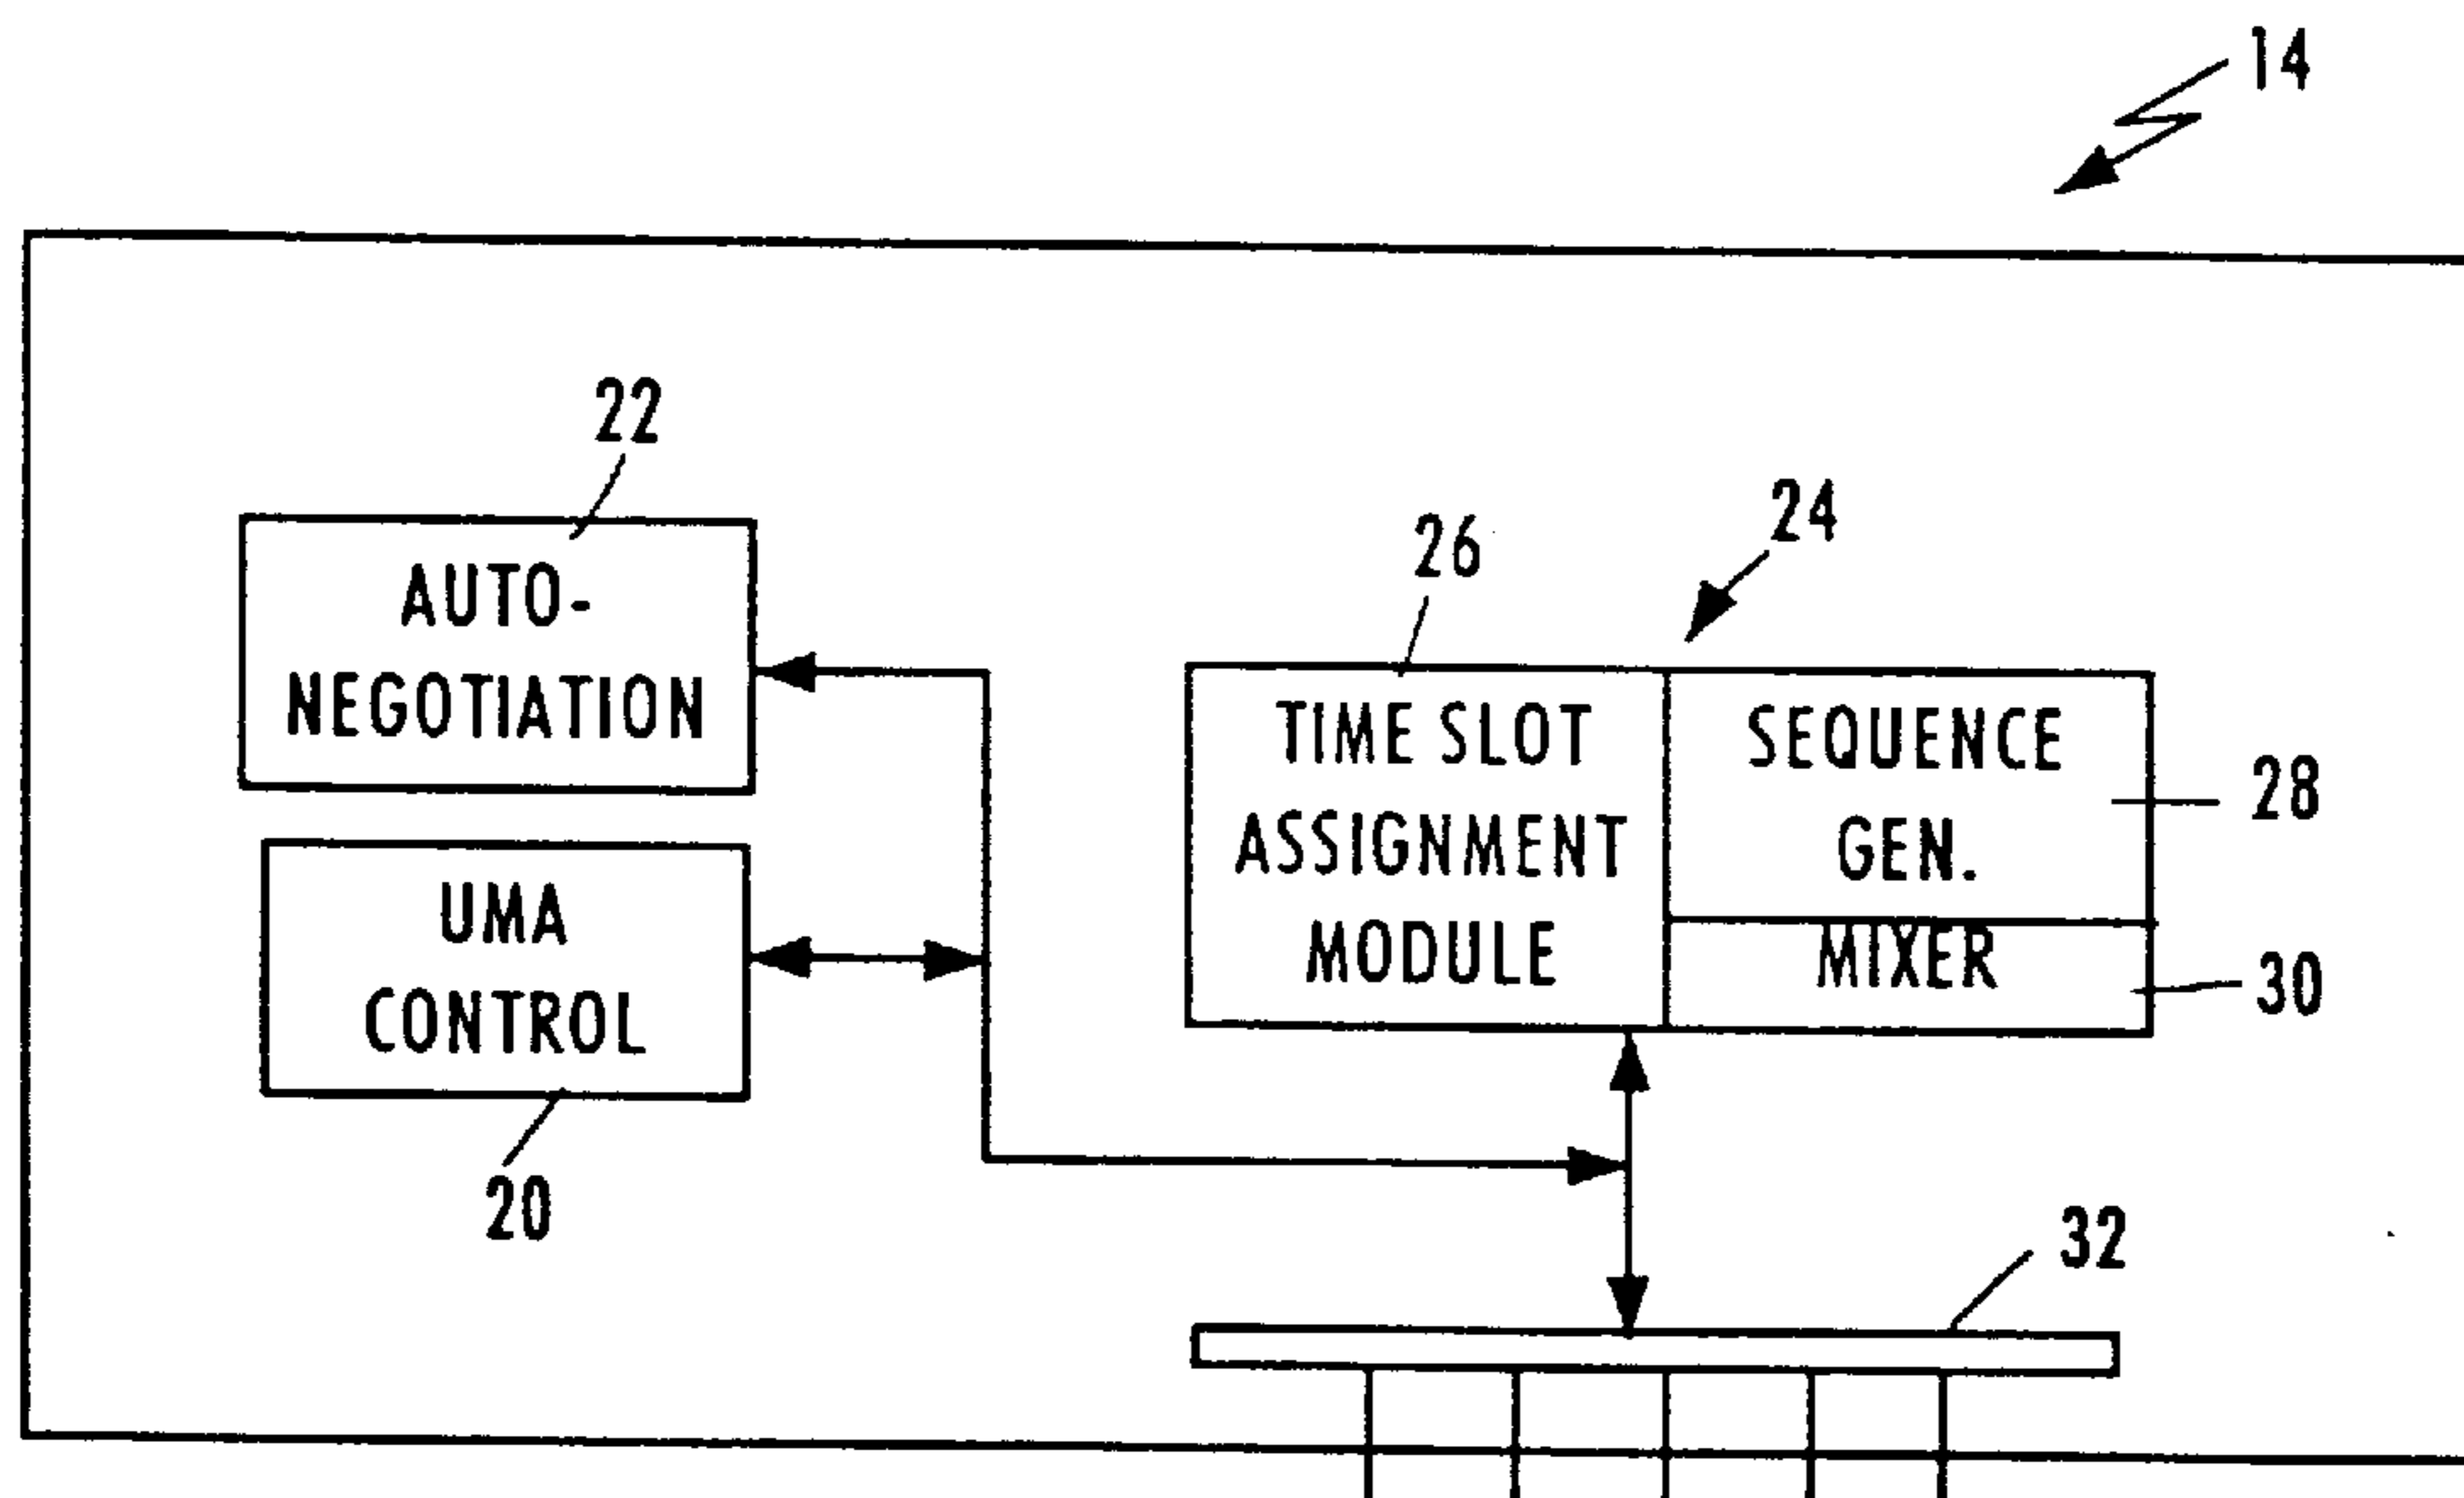 14
22
24
26
AUTO-
NEGOTIATION
TIME SLOT
ASSIGNMENT
MODULE
SEQUENCE
GEN.
28
MIXER
30
UMA
CONTROL
20
32